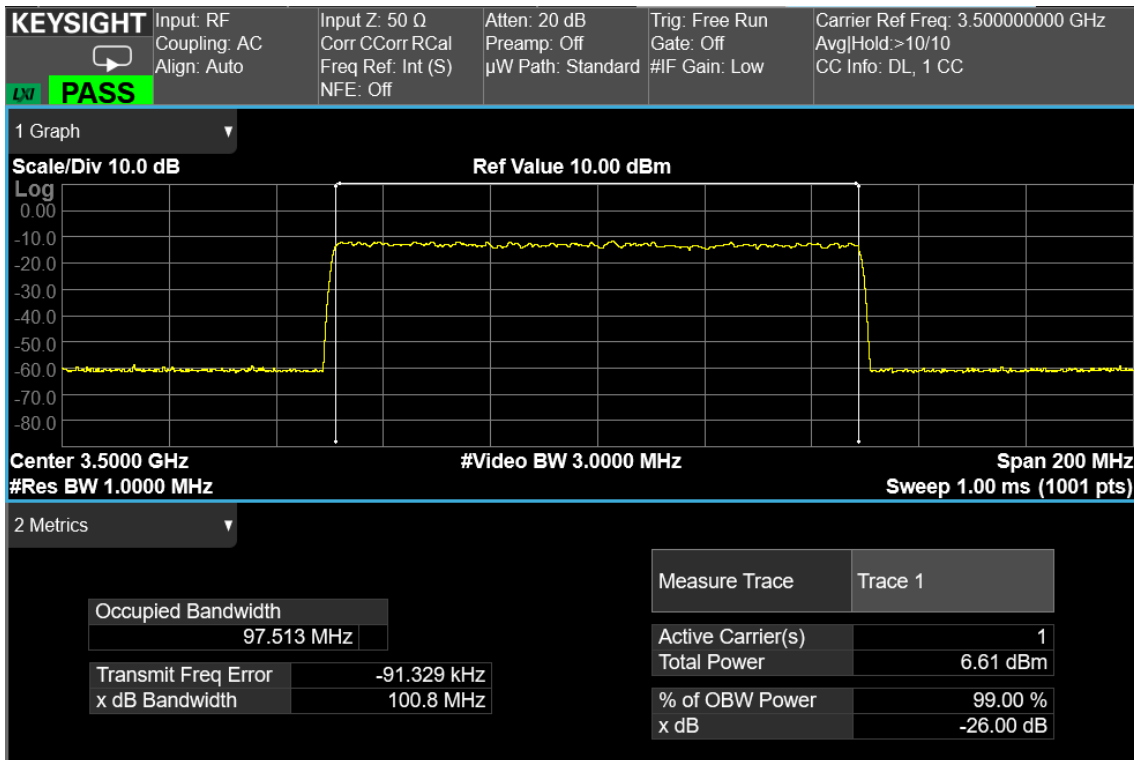 KEYSIGHT
LXI PASS
Input: RF
Coupling: AC
Align: Auto
Input Z: 50 Ω
Corr CCorr RCal
Freq Ref: Int (S)
NFE: Off
Atten: 20 dB
Preamp: Off
µW Path: Standard
Trig: Free Run
Gate: Off
#IF Gain: Low
Carrier Ref Freq: 3.500000000 GHz
Avg|Hold:>10/10
CC Info: DL, 1 CC
1 Graph ▼
Scale/Div 10.0 dB
Ref Value 10.00 dBm
Log
0.00
-10.0
-20.0
-30.0
-40.0
-50.0
-60.0
-70.0
-80.0
Center 3.5000 GHz
#Res BW 1.0000 MHz
#Video BW 3.0000 MHz
Span 200 MHz
Sweep 1.00 ms (1001 pts)
2 Metrics ▼
Occupied Bandwidth
97.513 MHz
Transmit Freq Error -91.329 kHz
x dB Bandwidth 100.8 MHz
Measure Trace Trace 1
Active Carrier(s) 1
Total Power 6.61 dBm
% of OBW Power 99.00 %
x dB -26.00 dB